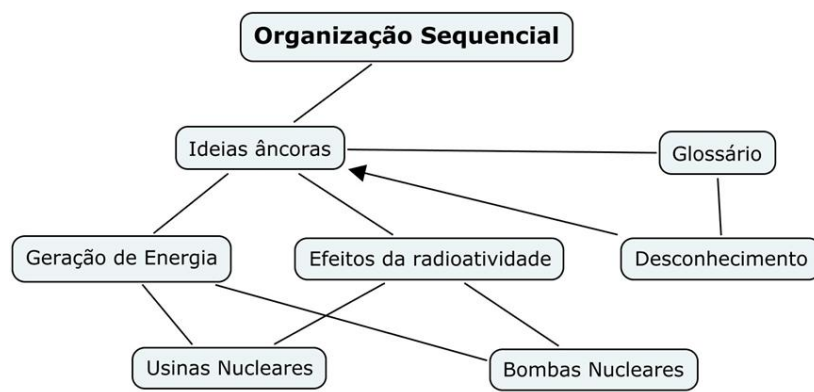 Organização Sequencial
Ideias âncoras
Glossário
Geração de Energia
Efeitos da radioatividade
Desconhecimento
Usinas Nucleares
Bombas Nucleares